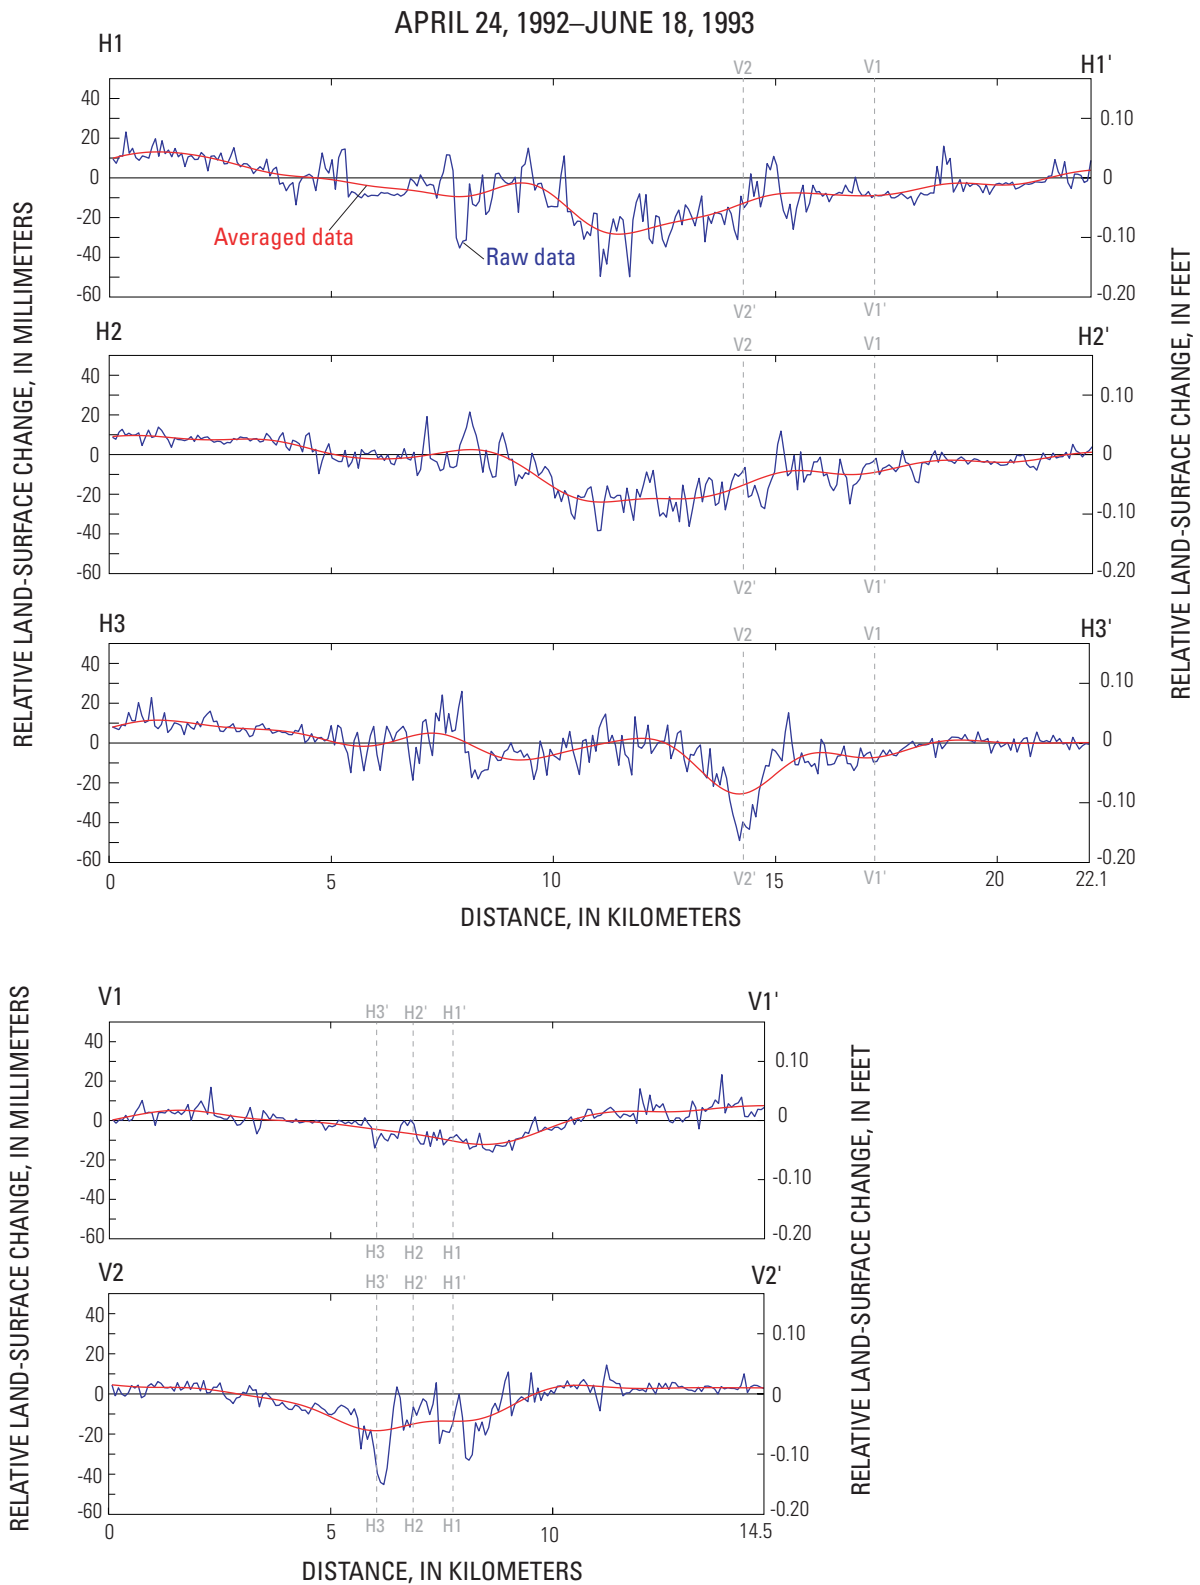 APRIL 24, 1992–JUNE 18, 1993
H1
V2
V1
H1'
40
20
0
-20
-40
-60
0.10
0
-0.10
-0.20
Averaged data
Raw data
V2'
V1'
H2
V2
V1
H2'
40
20
0
-20
-40
-60
0.10
0
-0.10
-0.20
V2'
V1'
H3
V2
V1
H3'
40
20
0
-20
-40
-60
0.10
0
-0.10
-0.20
V2'
V1'
0
5
10
15
20
22.1
DISTANCE, IN KILOMETERS
RELATIVE LAND-SURFACE CHANGE, IN MILLIMETERS
RELATIVE LAND-SURFACE CHANGE, IN FEET
V1
H3'
H2'
H1'
V1'
40
20
0
-20
-40
-60
0.10
0
-0.10
-0.20
H3
H2
H1
V2
H3'
H2'
H1'
V2'
40
20
0
-20
-40
-60
0.10
0
-0.10
-0.20
H3
H2
H1
0
5
10
14.5
DISTANCE, IN KILOMETERS
RELATIVE LAND-SURFACE CHANGE, IN MILLIMETERS
RELATIVE LAND-SURFACE CHANGE, IN FEET